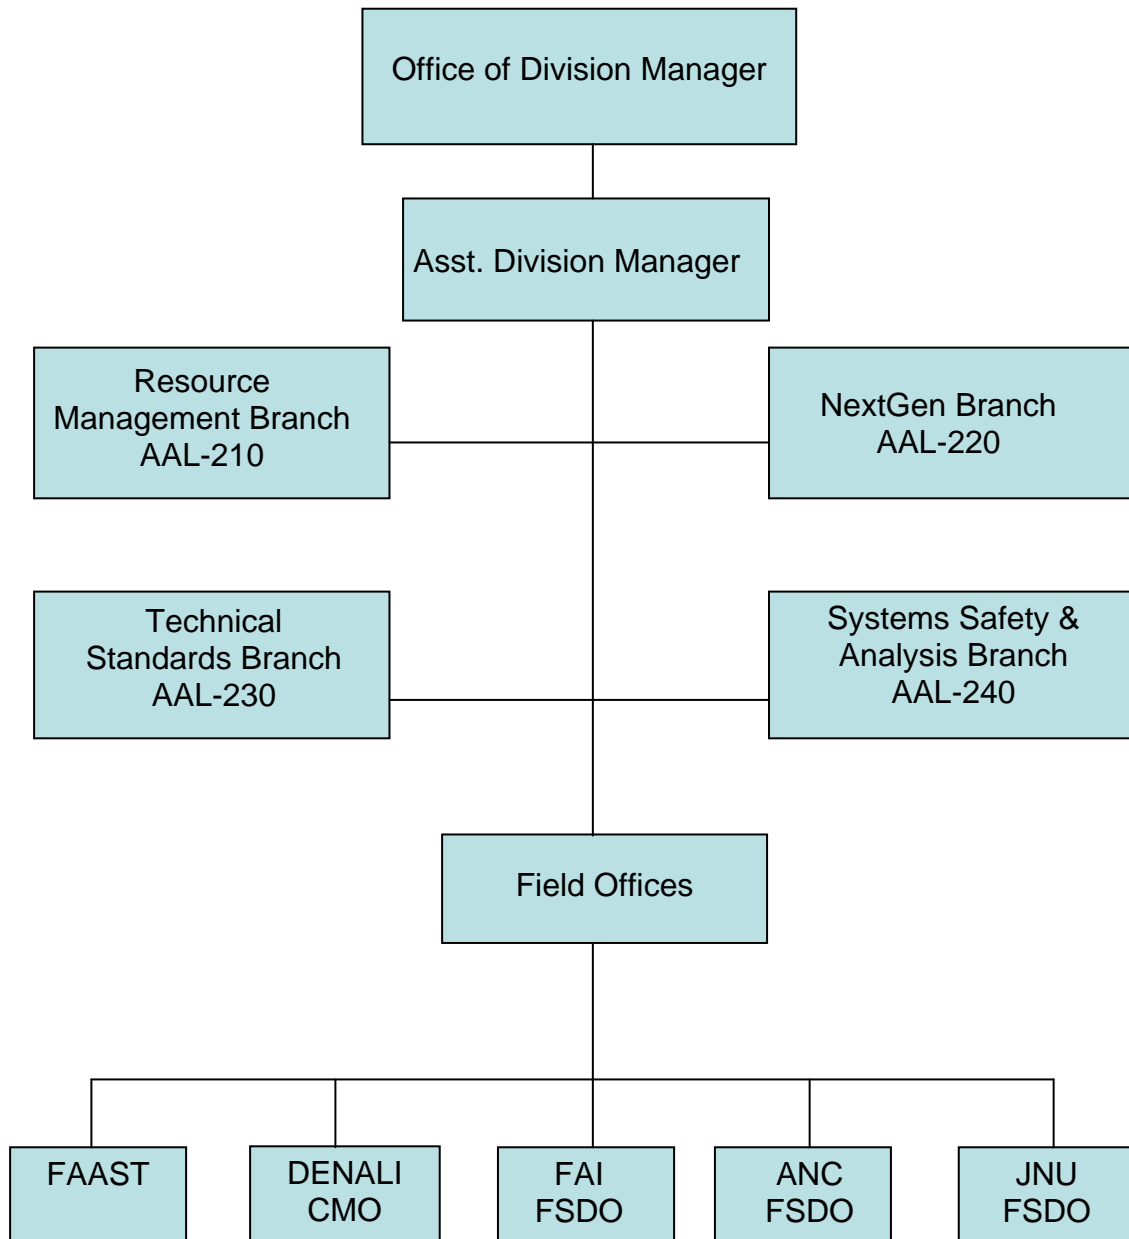 Office of Division Manager
Asst. Division Manager
Resource
Management Branch
AAL-210
NextGen Branch
AAL-220
Technical
Standards Branch
AAL-230
Systems Safety &
Analysis Branch
AAL-240
Field Offices
FAAST
DENALI
CMO
FAI
FSDO
ANC
FSDO
JNU
FSDO